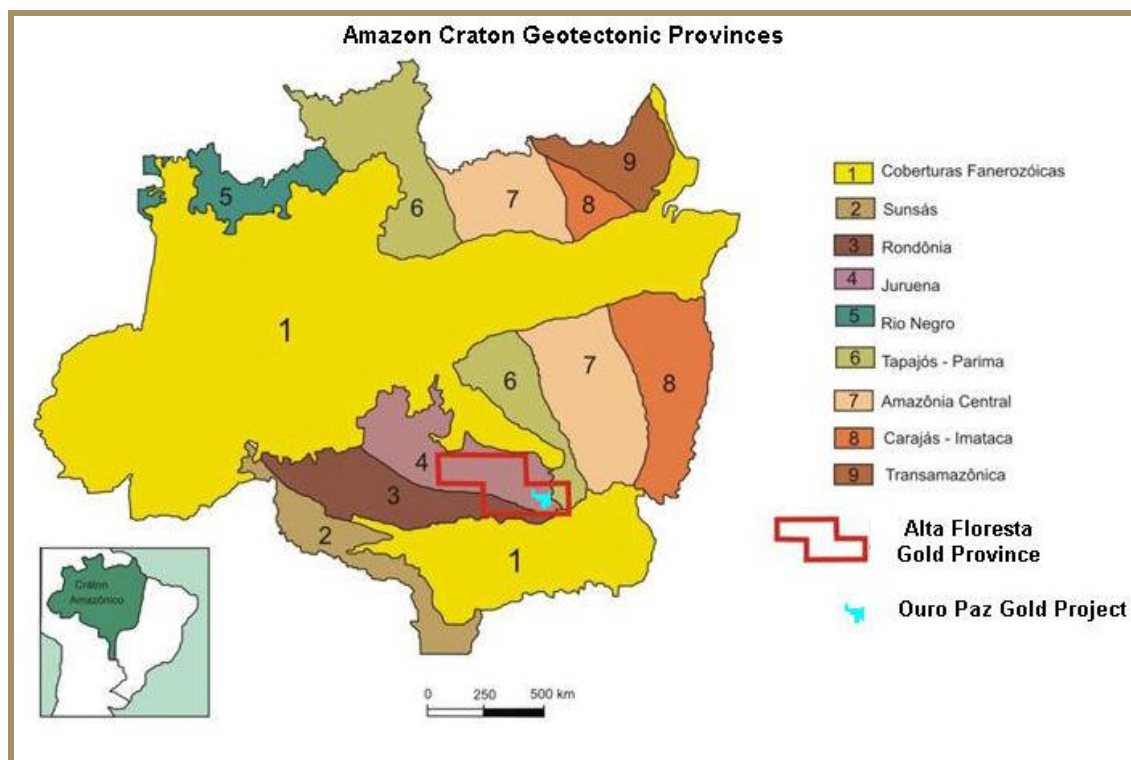 Amazon Craton Geotectonic Provinces
9
5
6
7
8
1
6
7
8
4
3
2
1
1 Coberturas Fanerozóicas
2 Sunsás
3 Rondônia
4 Juruena
5 Rio Negro
6 Tapajós - Parima
7 Amazônia Central
8 Carajás - Imataca
9 Transamazônica
Alta Floresta
Gold Province
Ouro Paz Gold Project
Cráton
Amazônico
0 250 500 km